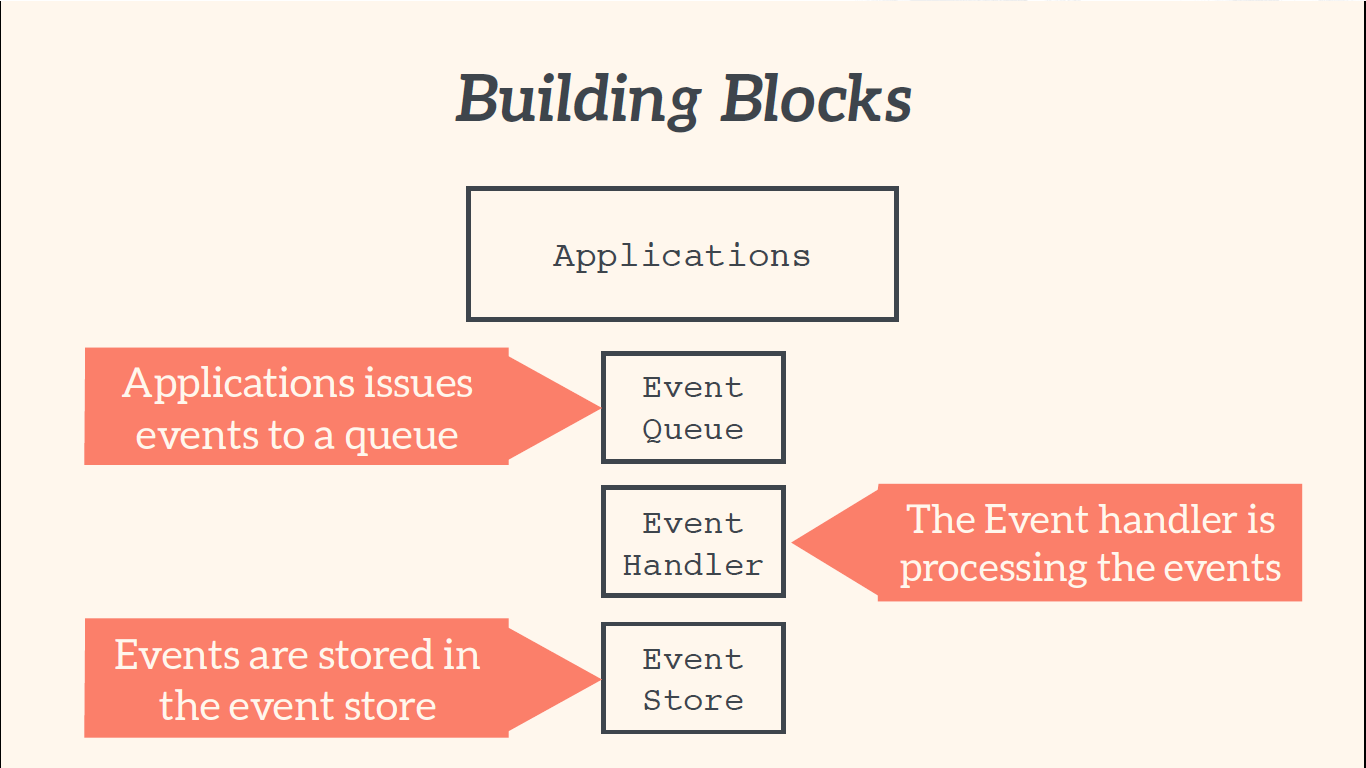 Building Blocks
Applications
Applications issues
events to a queue
Event
Queue
Event
Handler
The Event handler is
processing the events
Events are stored in
the event store
Event
Store